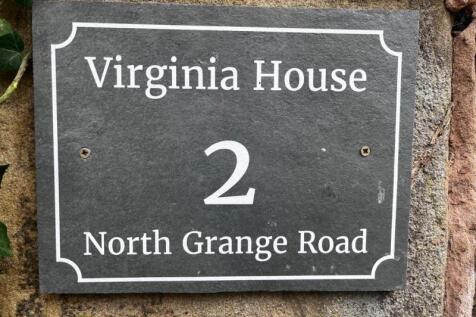 Virginia House
2
North Grange Road